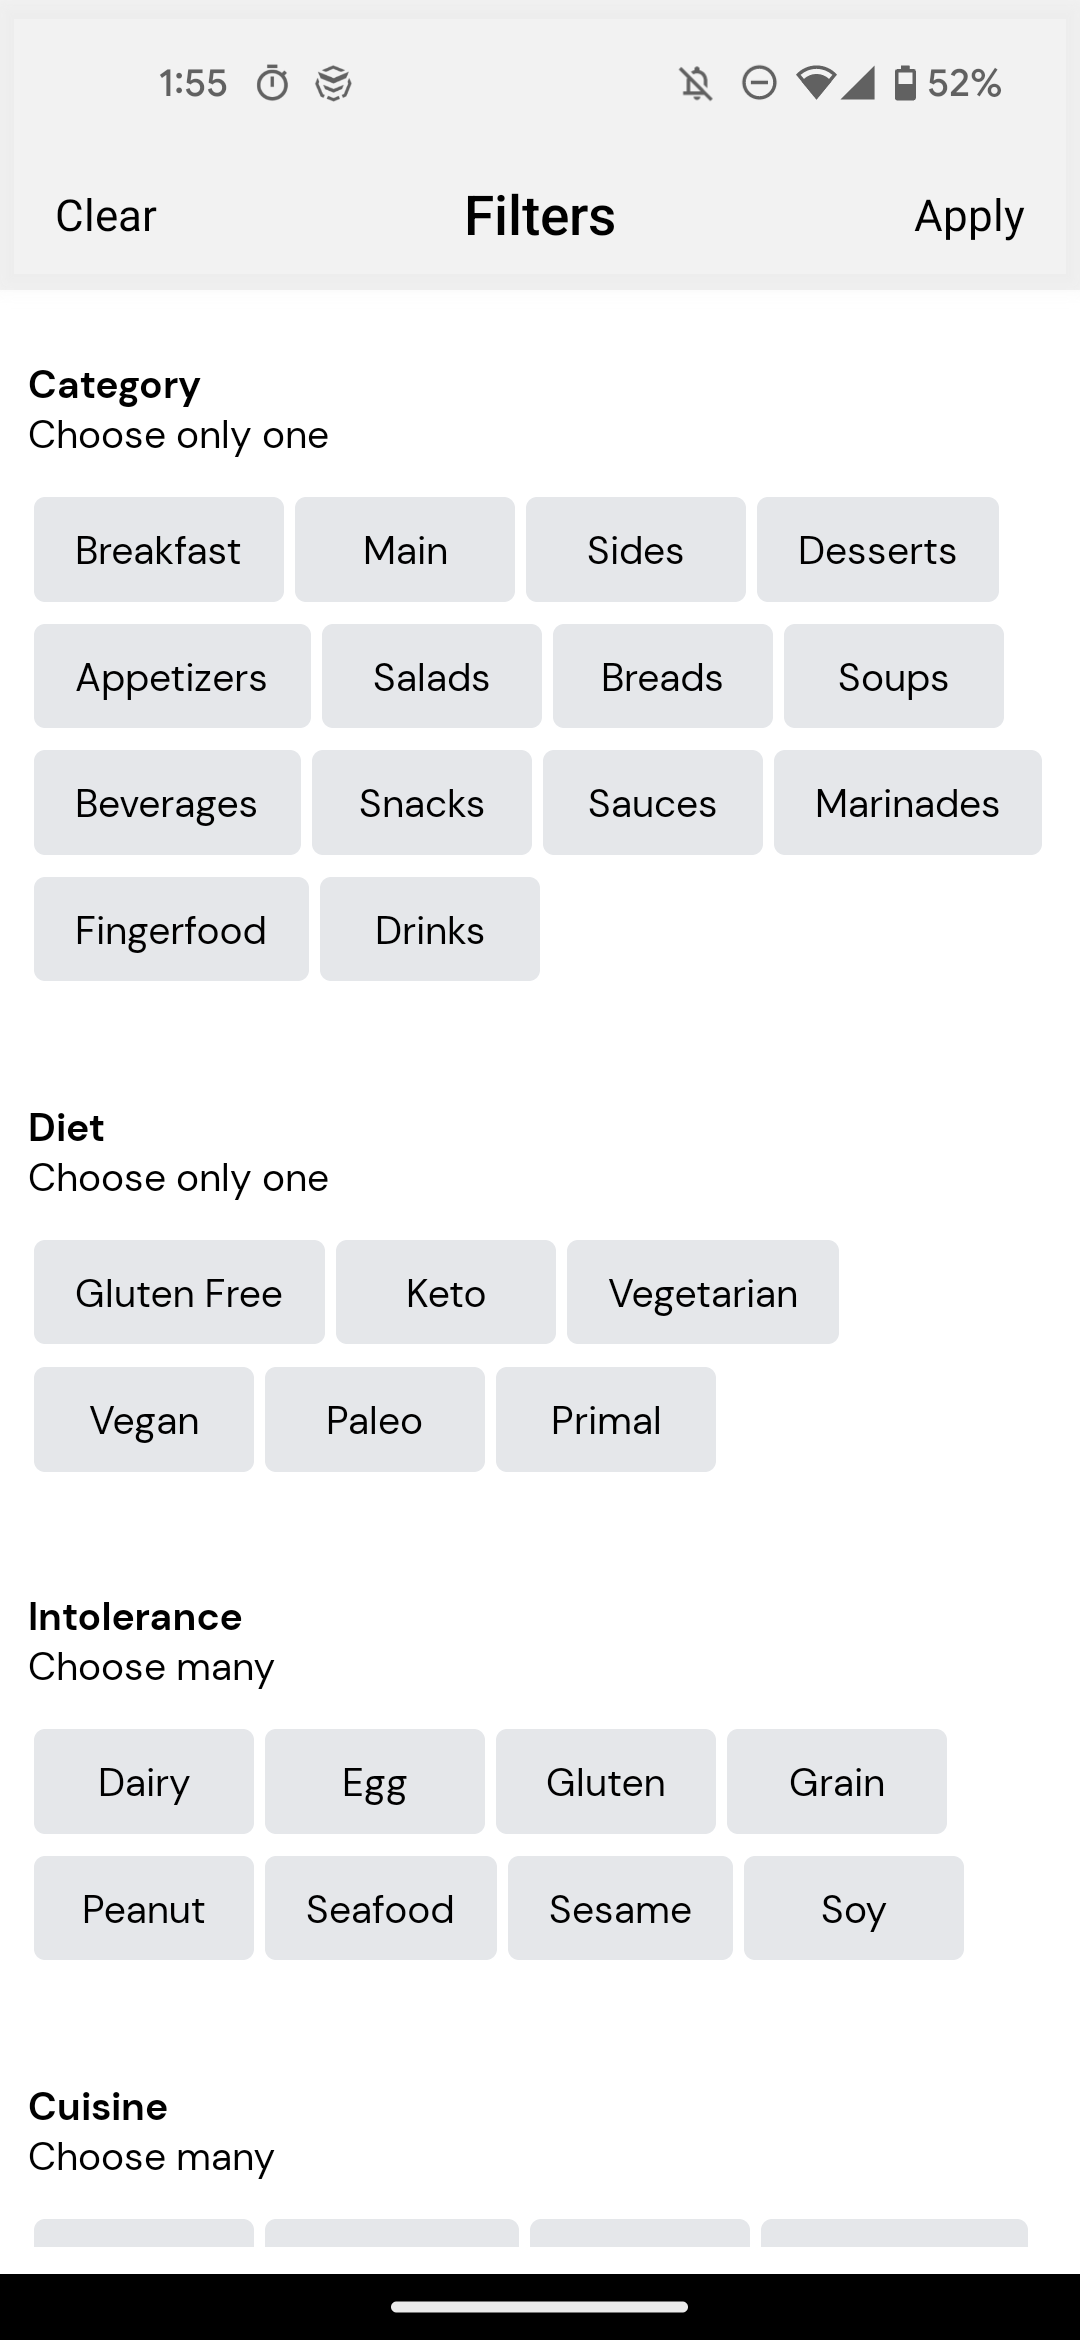 1:55 52%
Clear Filters Apply
Category
Choose only one
Breakfast Main Sides Desserts
Appetizers Salads Breads Soups
Beverages Snacks Sauces Marinades
Fingerfood Drinks
Diet
Choose only one
Gluten Free Keto Vegetarian
Vegan Paleo Primal
Intolerance
Choose many
Dairy Egg Gluten Grain
Peanut Seafood Sesame Soy
Cuisine
Choose many